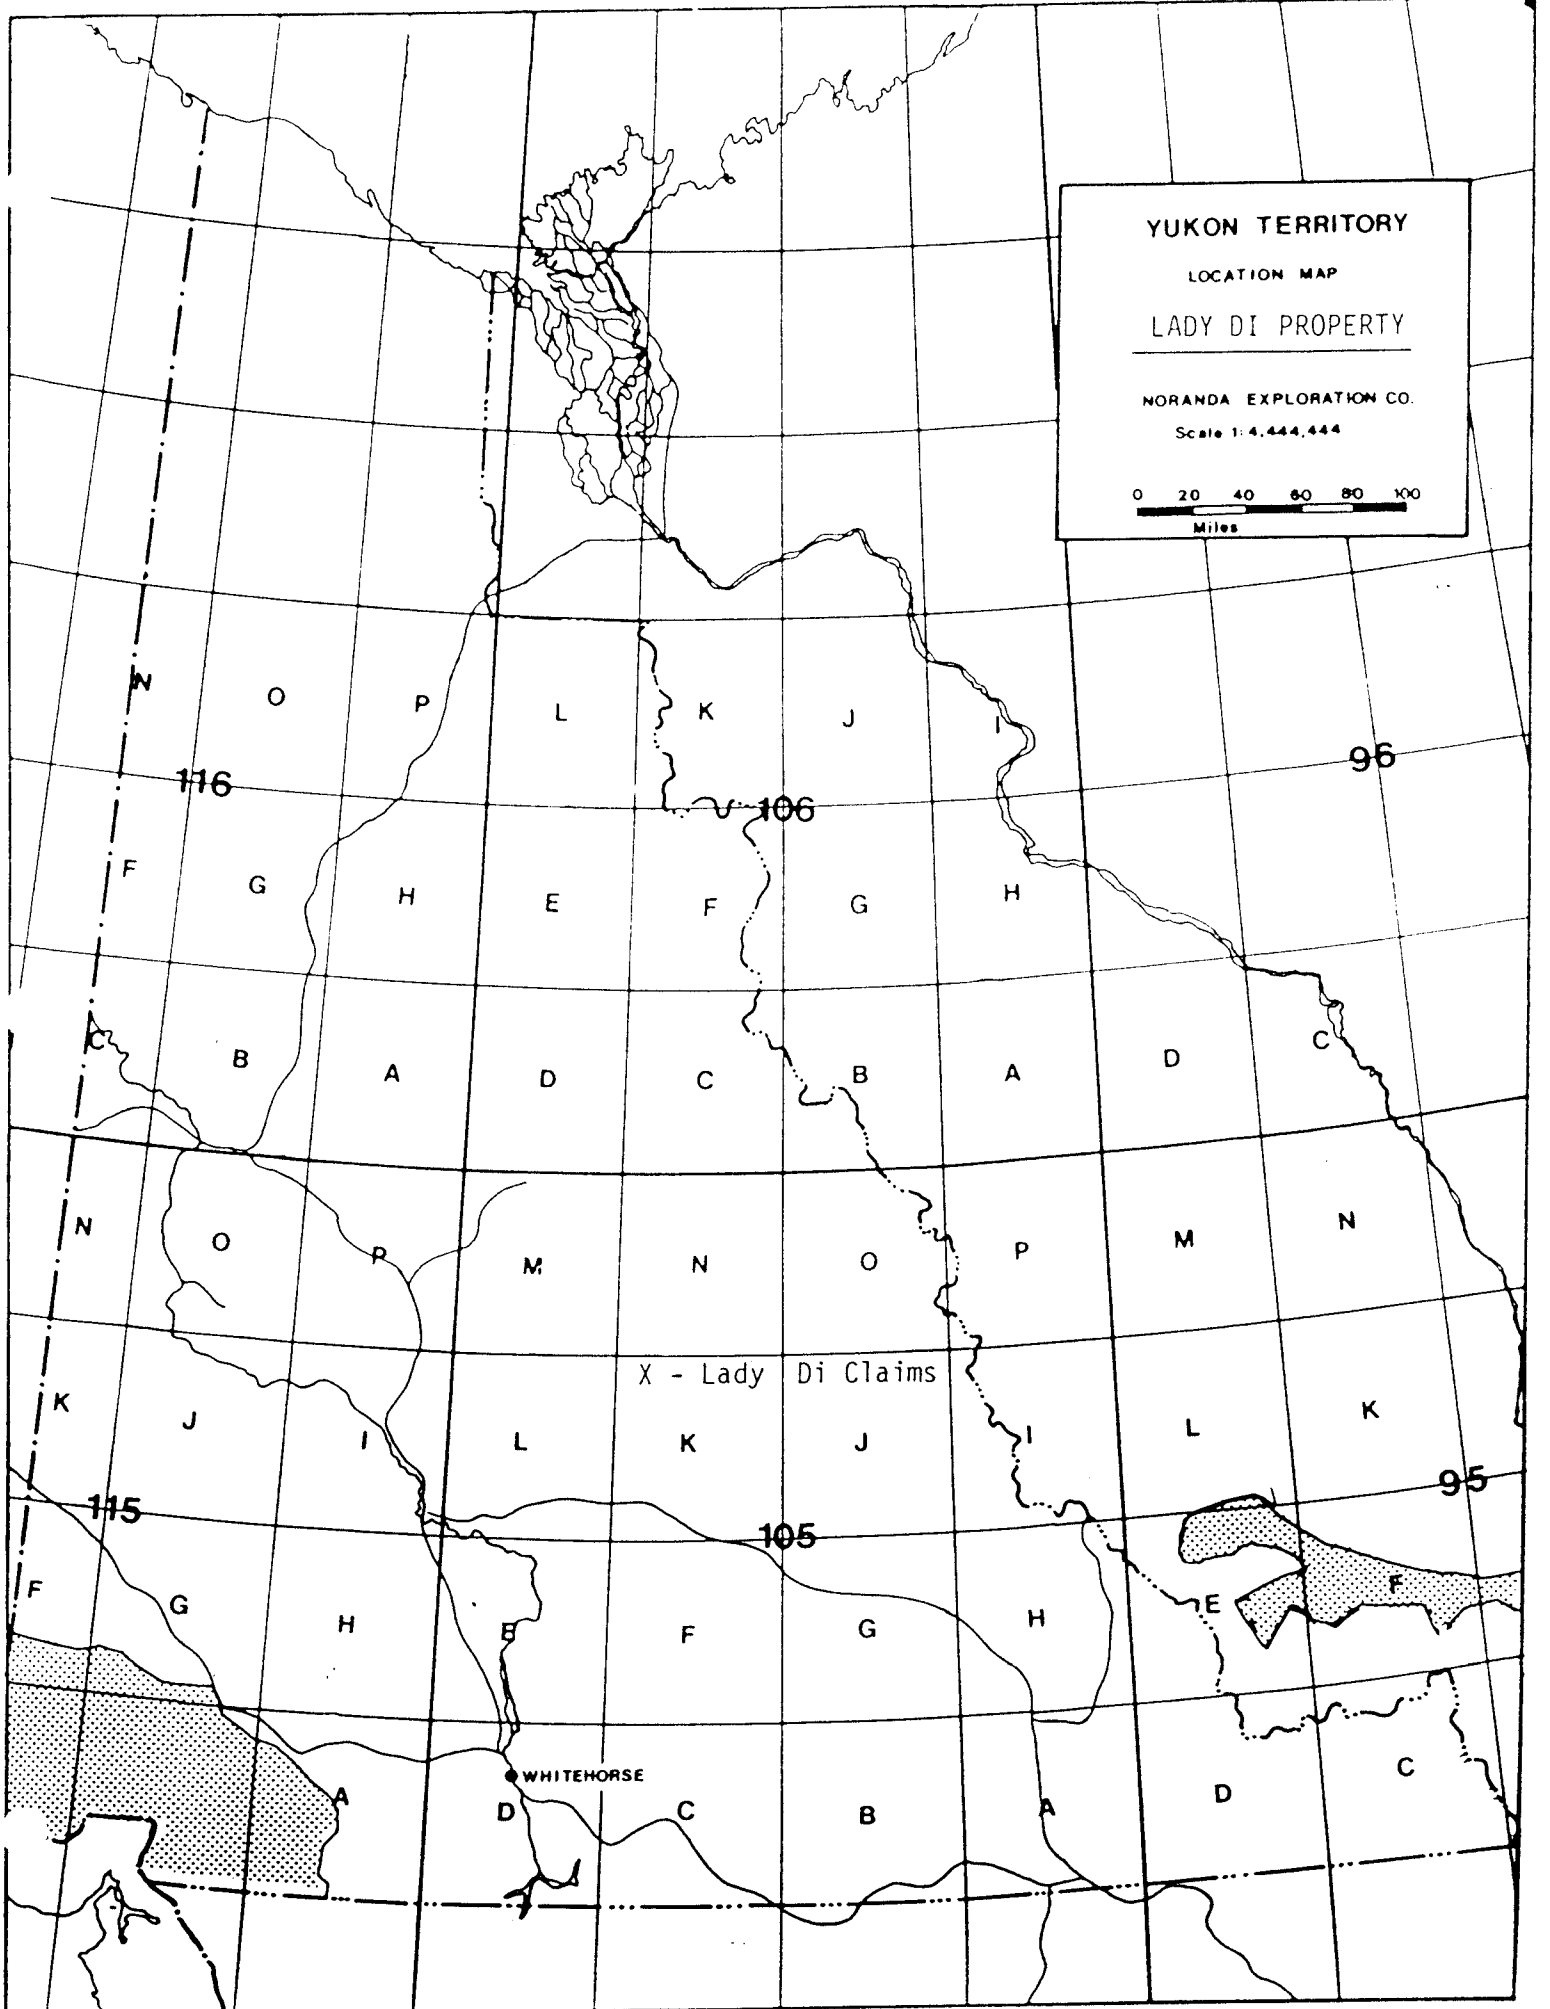 YUKON TERRITORY
LOCATION MAP
LADY DI PROPERTY
NORANDA EXPLORATION CO.
Scale 1:4,444,444
0 20 40 60 80 100
Miles
N O P L K J I
116 106 96
F G H E F G H
C B A D C B A D C
N O P M N O P M N
X - Lady Di Claims
K J I L K J I L K
115 105 95
F G H E F G H E F
WHITEHORSE
A D C B A D C